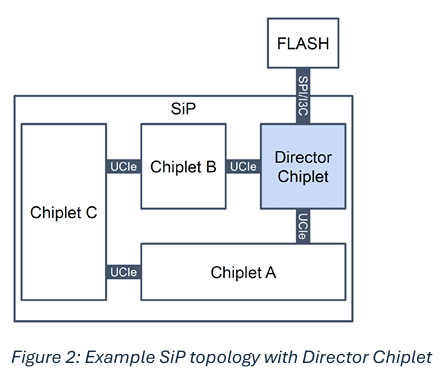 FLASH
SPI/I3C
SiP
Director
Chiplet
UCIe
Chiplet B
UCIe
Chiplet C
UCIe
UCIe
Chiplet A
Figure 2: Example SiP topology with Director Chiplet